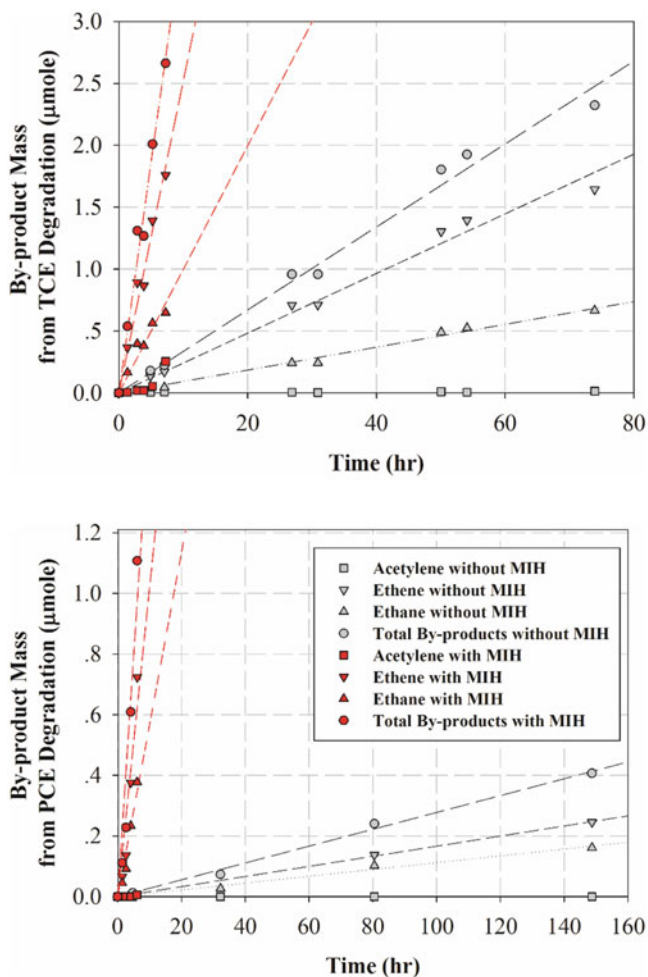 By-product Mass
from TCE Degradation (μmole)
3.0
2.5
2.0
1.5
1.0
.5
0.0
0 20 40 60 80
Time (hr)
By-product Mass
from PCE Degradation (μmole)
1.2
1.0
.8
.6
.4
.2
0.0
Acetylene without MIH
Ethene without MIH
Ethane without MIH
Total By-products without MIH
Acetylene with MIH
Ethene with MIH
Ethane with MIH
Total By-products with MIH
0 20 40 60 80 100 120 140 160
Time (hr)